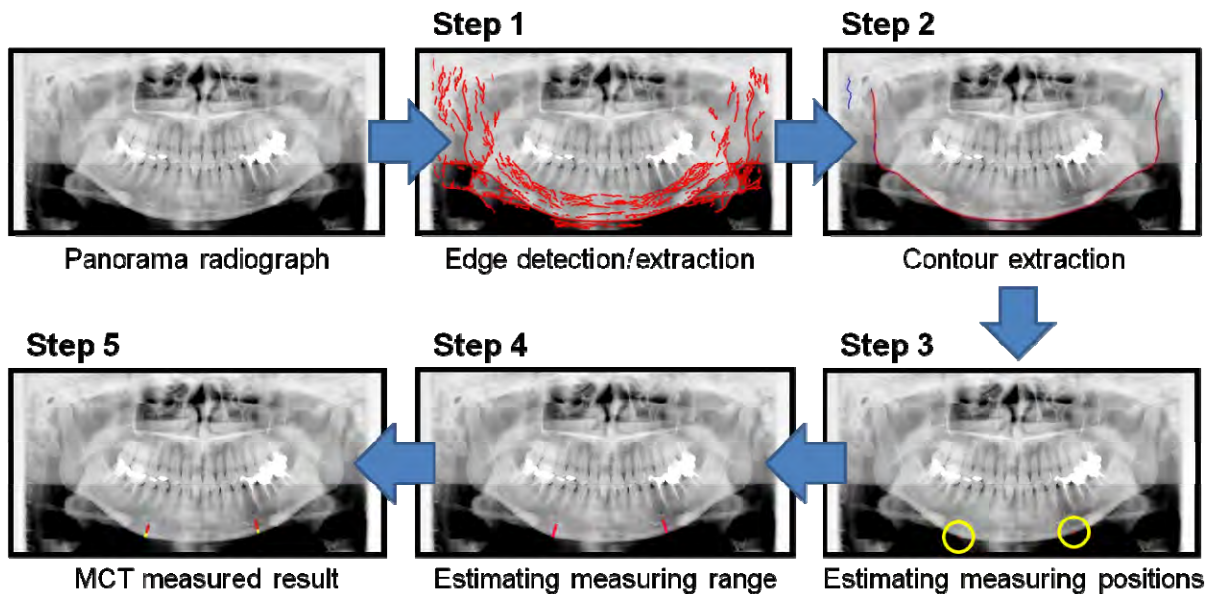 Step 1
Step 2
Panorama radiograph
Edge detection/extraction
Contour extraction
Step 5
Step 4
Step 3
MCT measured result
Estimating measuring range
Estimating measuring positions